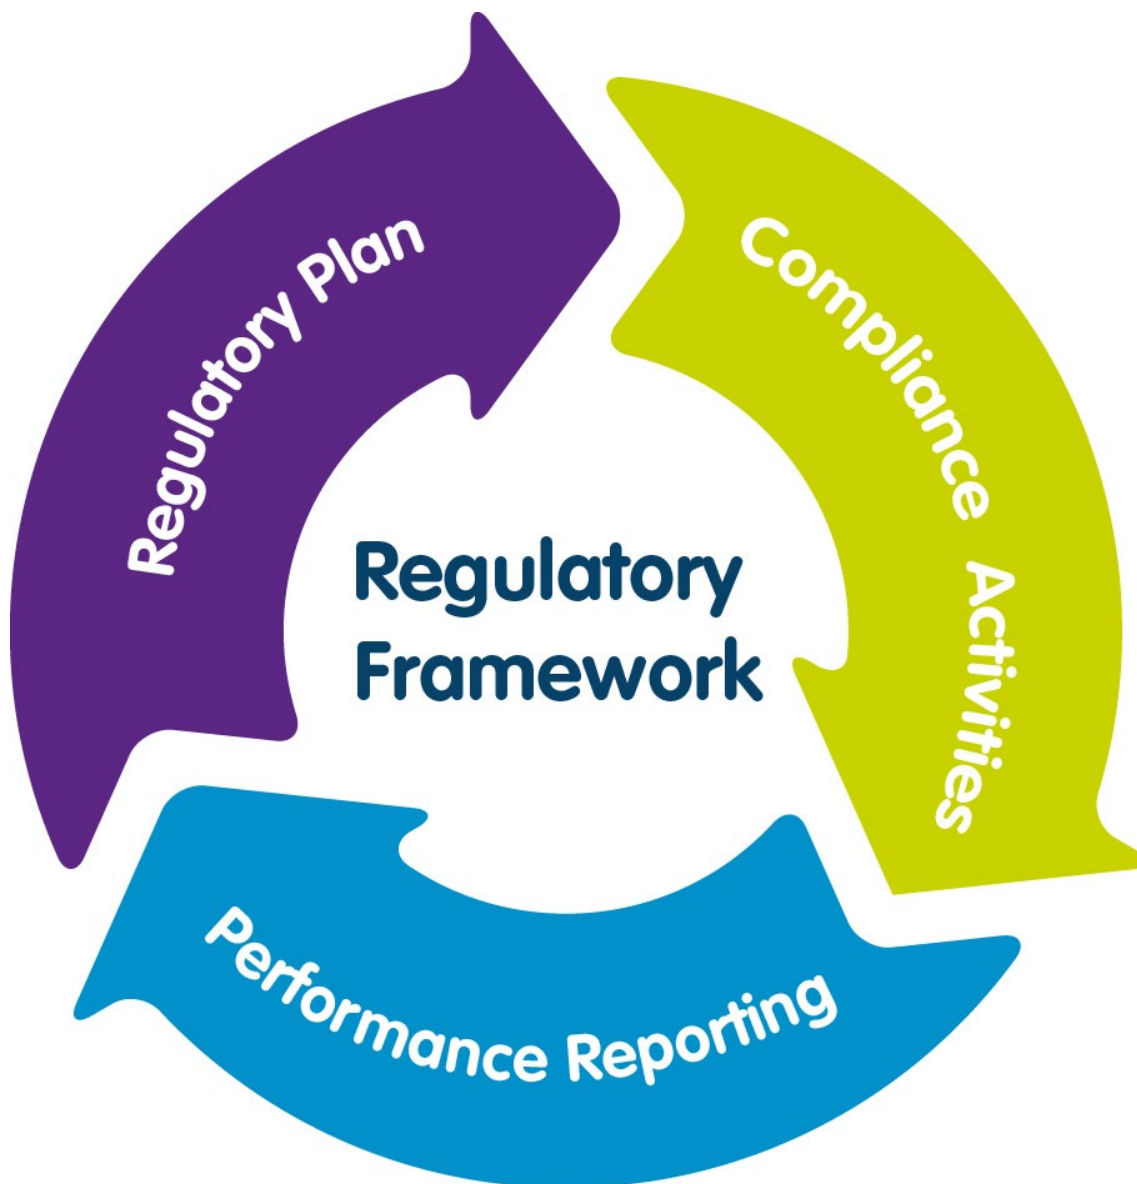 Regulatory Plan
Compliance Activities
Regulatory
Framework
Performance Reporting